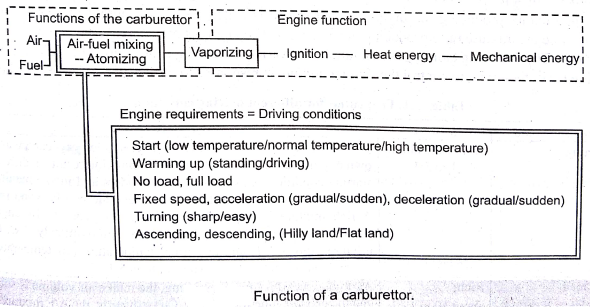 Functions of the carburettor
Engine function
Air
Fuel
Air-fuel mixing
-- Atomizing
Vaporizing
Ignition
Heat energy
Mechanical energy
Engine requirements = Driving conditions
Start (low temperature/normal temperature/high temperature)
Warming up (standing/driving)
No load, full load
Fixed speed, acceleration (gradual/sudden), deceleration (gradual/sudden)
Turning (sharp/easy)
Ascending, descending, (Hilly land/Flat land)
Function of a carburettor.